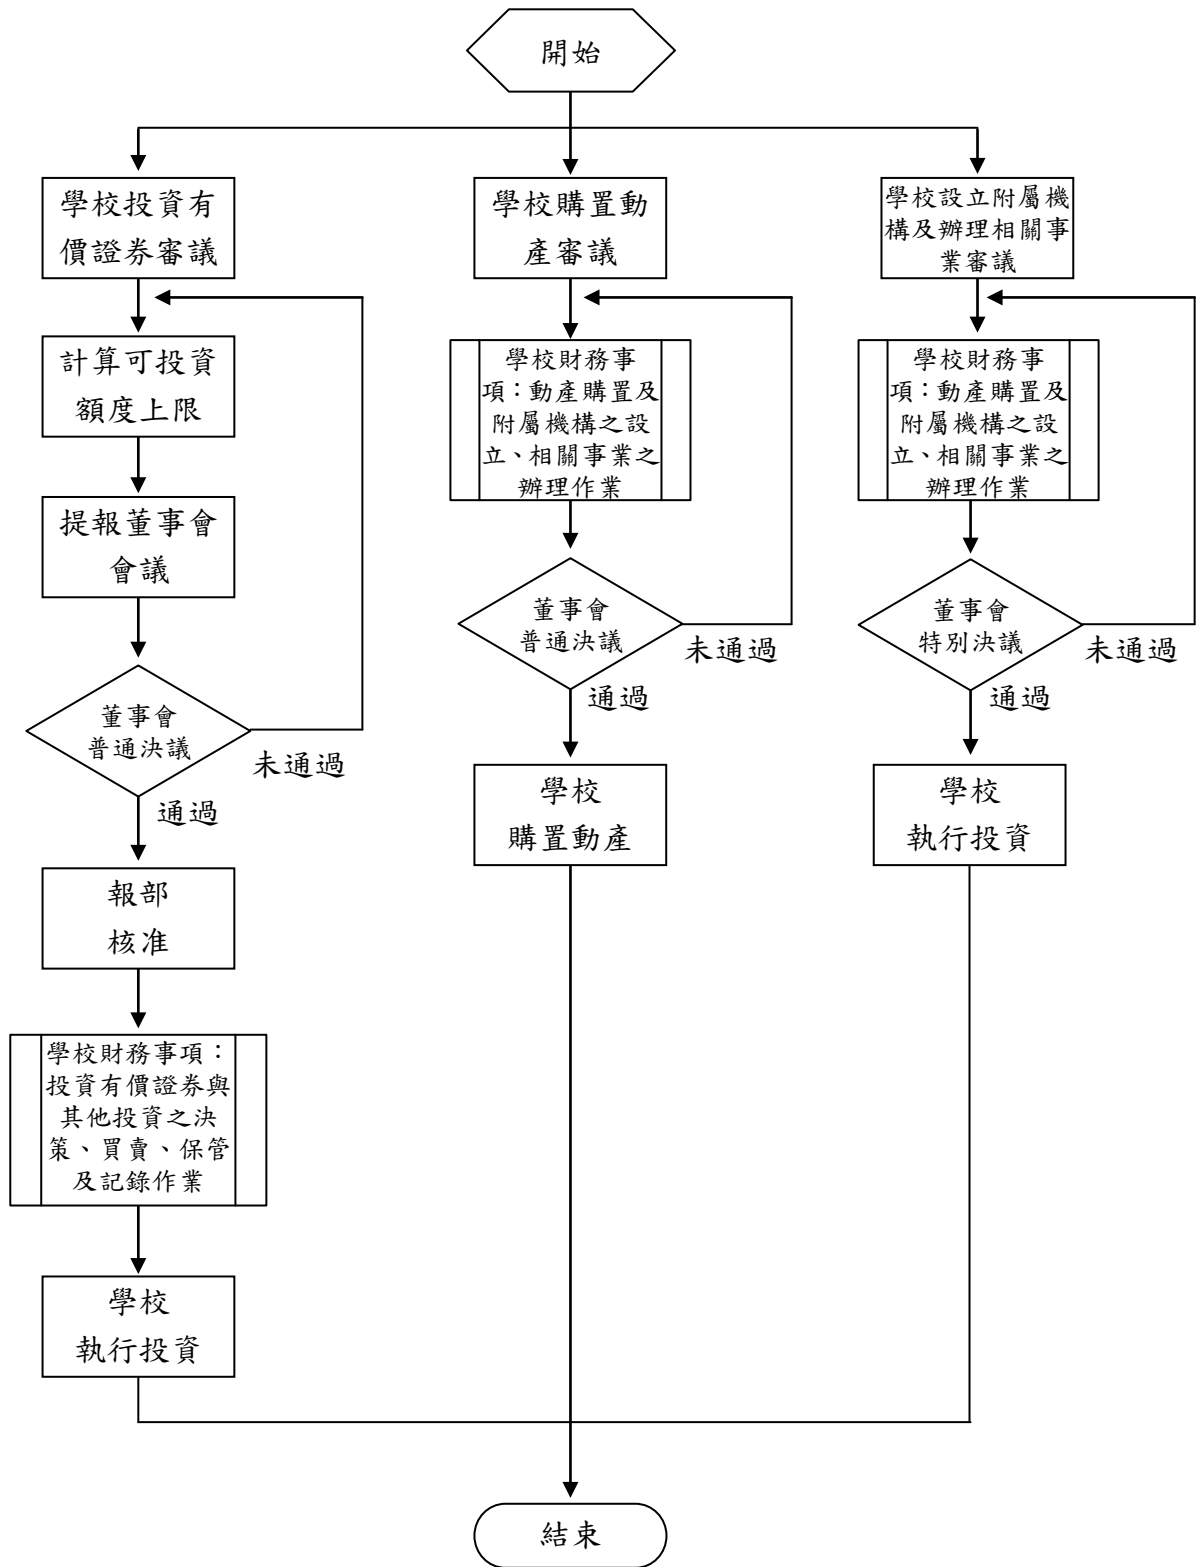 開始
學校投資有
價證券審議
計算可投資
額度上限
提報董事會
會議
董事會
普通決議
未通過
通過
報部
核准
學校財務事項：
投資有價證券與
其他投資之決
策、買賣、保管
及記錄作業
學校
執行投資
學校購置動
產審議
學校財務事
項：動產購置及
附屬機構之設
立、相關事業之
辦理作業
董事會
普通決議
未通過
通過
學校
購置動產
學校設立附屬機
構及辦理相關事
業審議
學校財務事
項：動產購置及
附屬機構之設
立、相關事業之
辦理作業
董事會
特別決議
未通過
通過
學校
執行投資
結束